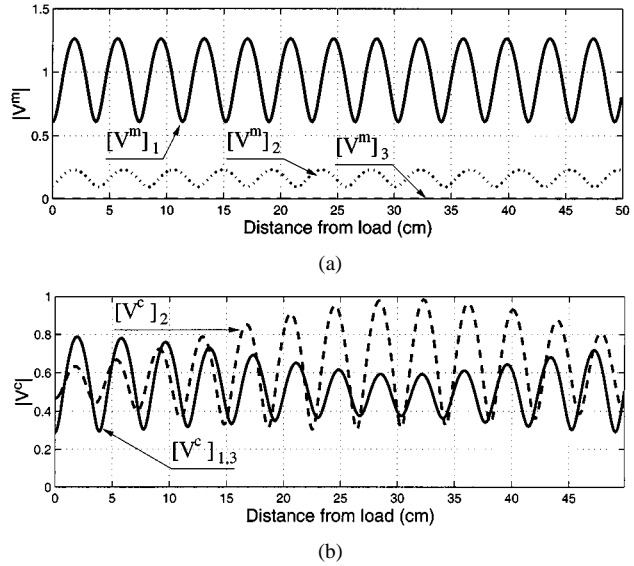 1.5
1
0.5
0
|V^m|
[V^m]_1
[V^m]_2
[V^m]_3
0 5 10 15 20 25 30 35 40 45 50
Distance from load (cm)
(a)
1
0.8
0.6
0.4
0.2
0
|V^c|
[V^c]_2
[V^c]_{1,3}
0 5 10 15 20 25 30 35 40 45
Distance from load (cm)
(b)